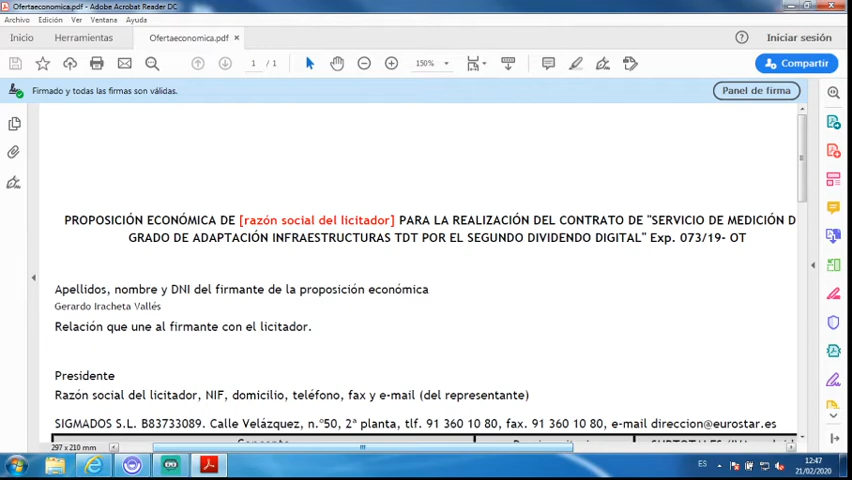 Ofertaeconomica.pdf - Adobe Acrobat Reader DC
Archivo Edición Ver Ventana Ayuda
Inicio Herramientas Ofertaeconomica.pdf × Iniciar sesión
1 / 1 150% Compartir
Firmado y todas las firmas son válidas. Panel de firma
PROPOSICIÓN ECONÓMICA DE [razón social del licitador] PARA LA REALIZACIÓN DEL CONTRATO DE "SERVICIO DE MEDICIÓN D
GRADO DE ADAPTACIÓN INFRAESTRUCTURAS TDT POR EL SEGUNDO DIVIDENDO DIGITAL" Exp. 073/19- OT
Apellidos, nombre y DNI del firmante de la proposición económica
Gerardo Iracheta Vallés
Relación que une al firmante con el licitador.
Presidente
Razón social del licitador, NIF, domicilio, teléfono, fax y e-mail (del representante)
SIGMADOS S.L. B83733089. Calle Velázquez, n.º50, 2ª planta, tlf. 91 360 10 80, fax. 91 360 10 80, e-mail direccion@eurostar.es
297 x 210 mm
ES 12:47
21/02/2020